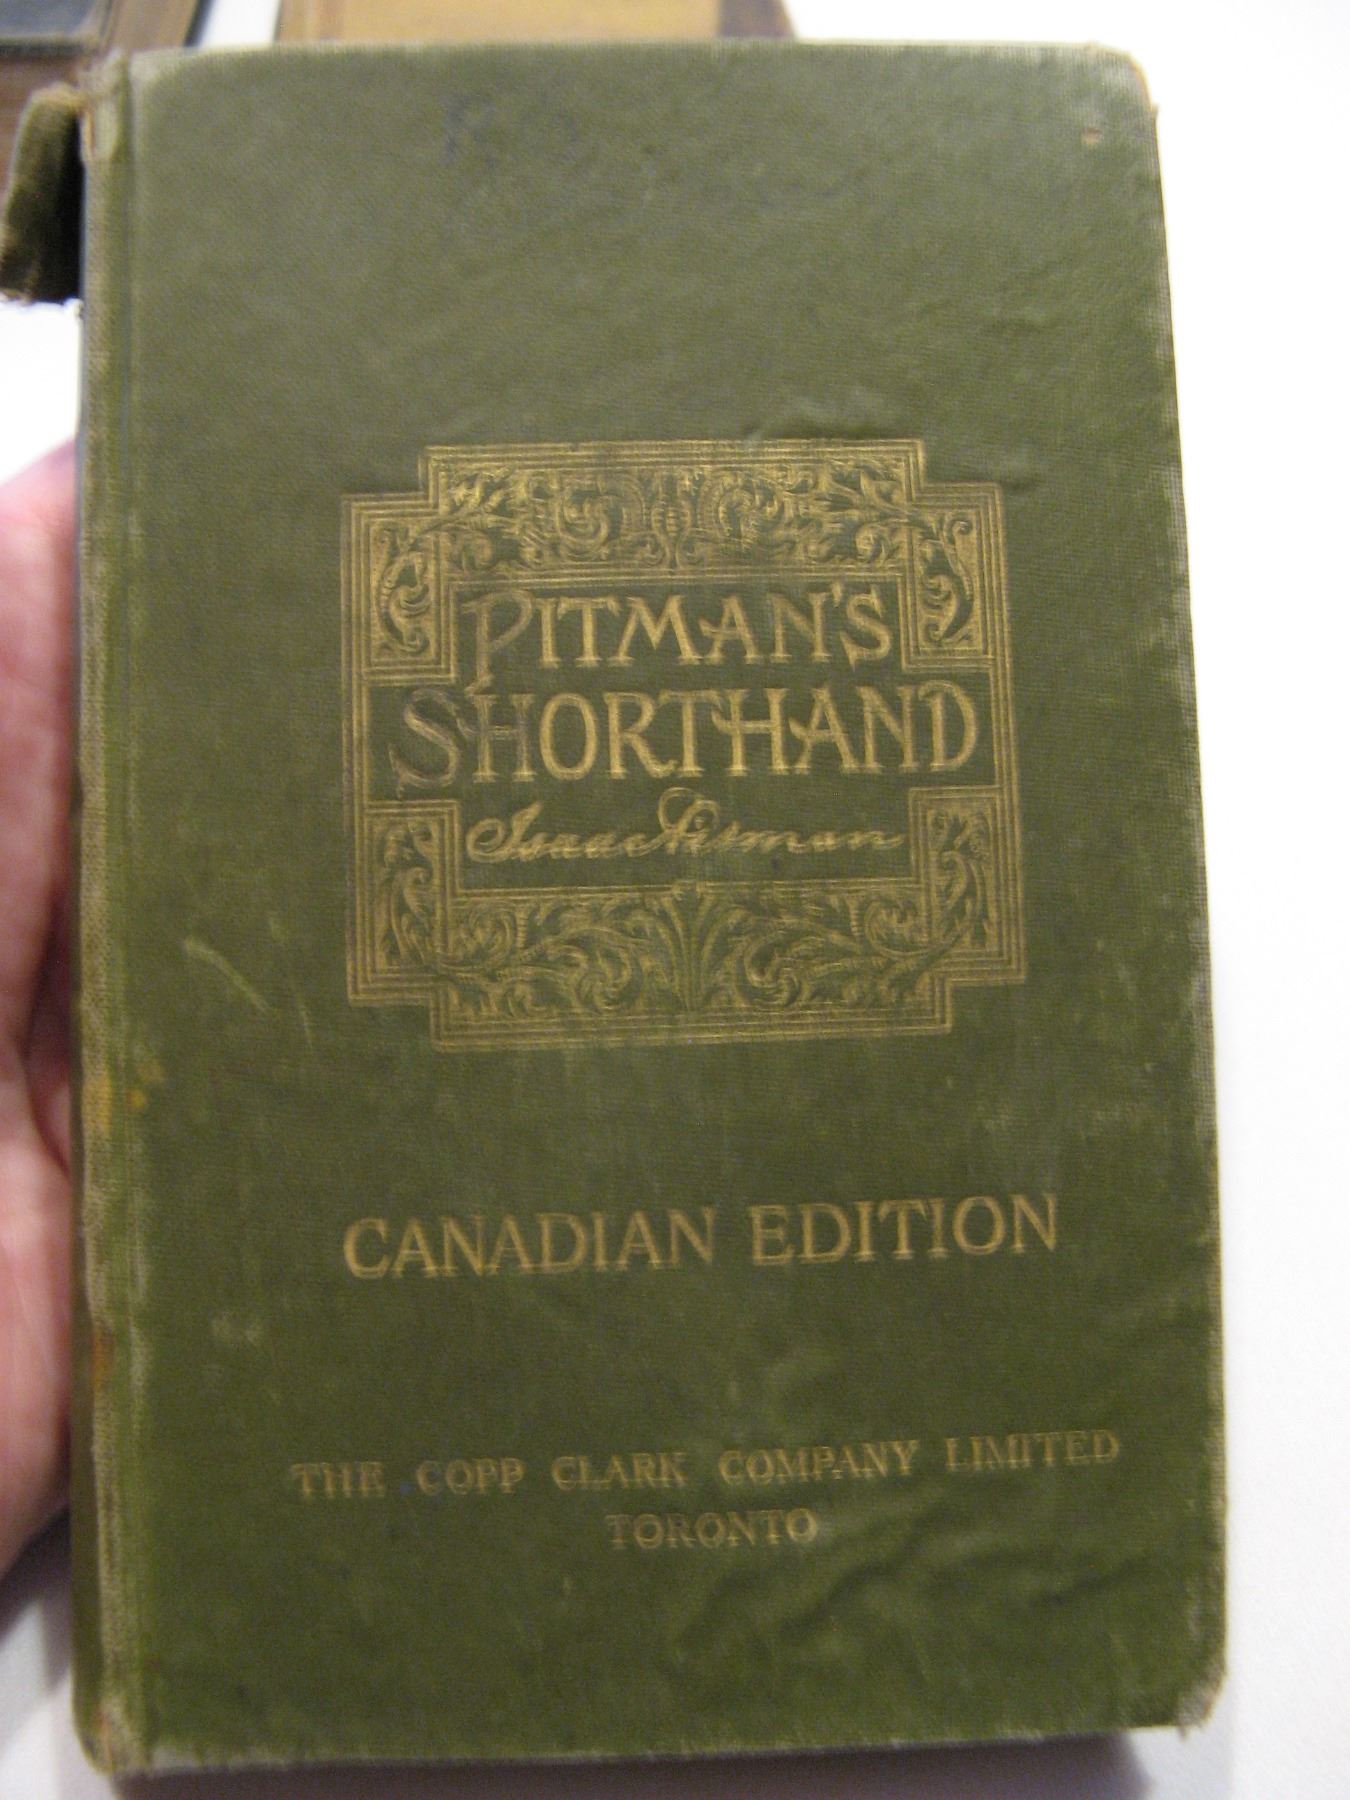 PITMAN'S
SHORTHAND
Isaac Pitman
CANADIAN EDITION
THE COPP CLARK COMPANY LIMITED
TORONTO